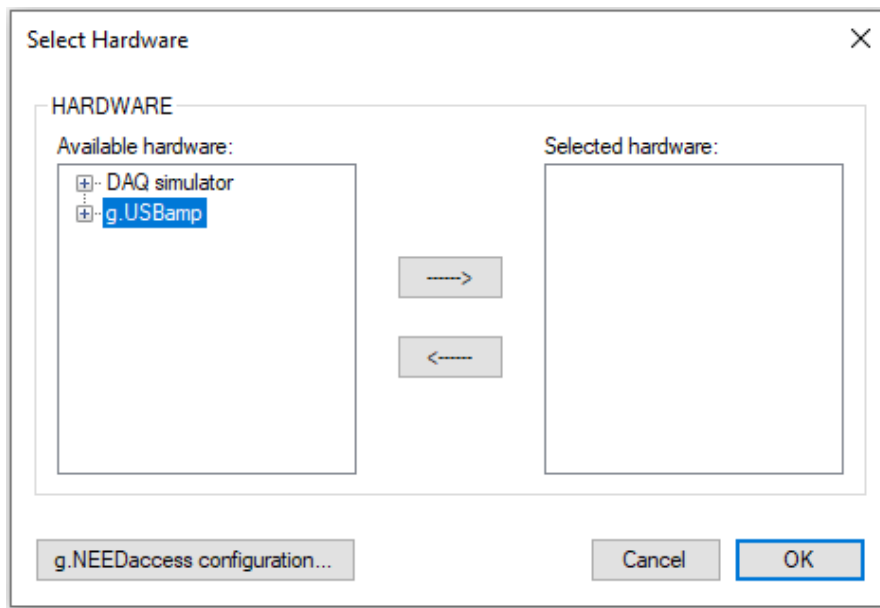 Select Hardware
HARDWARE
Available hardware:
Selected hardware:
DAQ simulator
g.USBamp
------>
<------
g.NEEDaccess configuration...
Cancel
OK